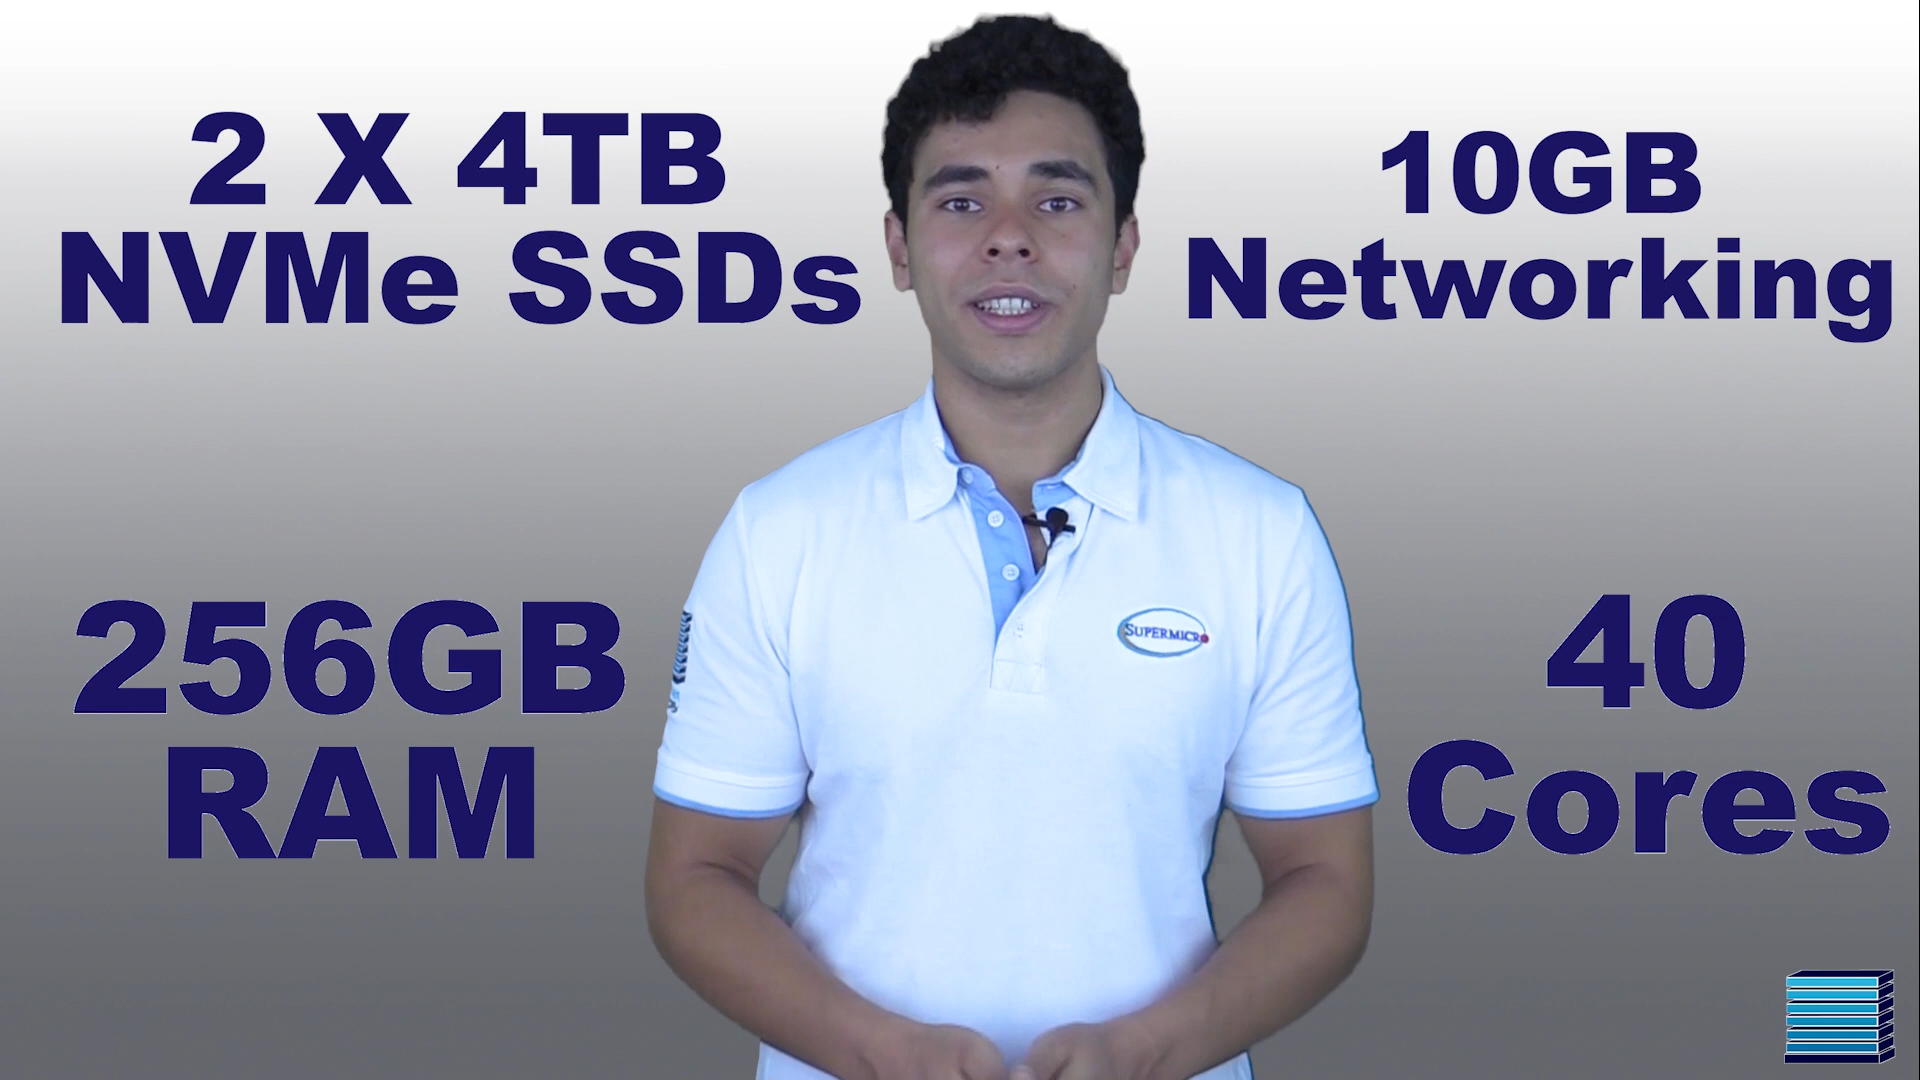 2 X 4TB
NVMe SSDs
10GB
Networking
256GB
RAM
40
Cores
SUPERMICRO